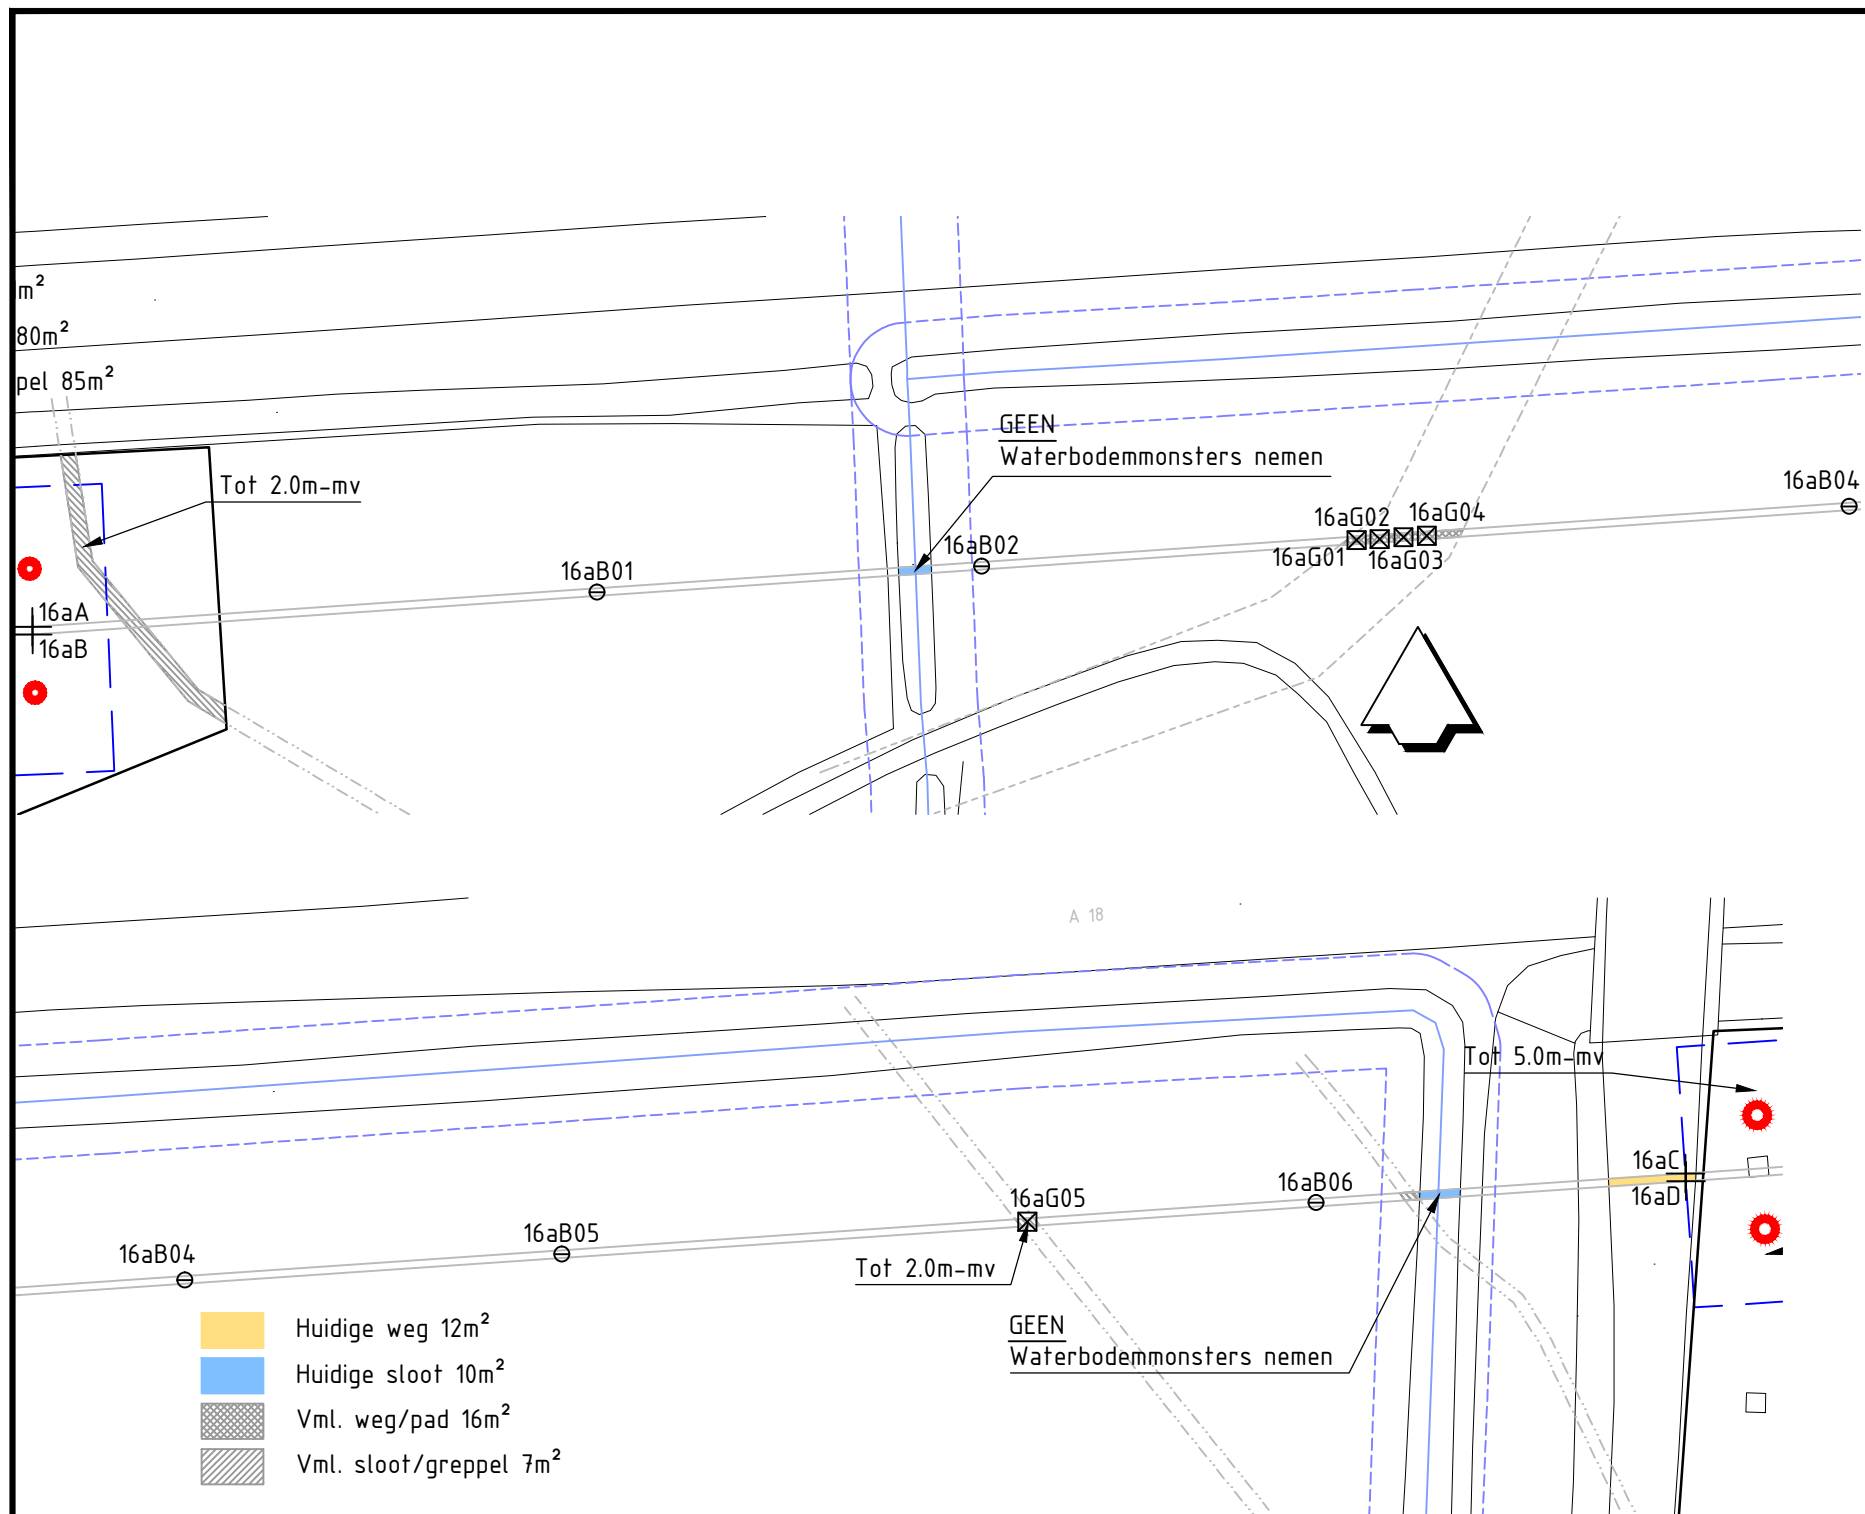 m²
80m²
pel 85m²
Tot 2.0m-mv
GEEN
Waterbodemmonsters nemen
16aB04
16aG02
16aG04
16aB02
16aG01
16aG03
16aB01
16aA
16aB
A 18
Tot 5.0m-mv
16aC
16aB06
16aD
16aG05
16aB05
16aB04
Tot 2.0m-mv
GEEN
Waterbodemmonsters nemen
Huidige weg 12m²
Huidige sloot 10m²
Vml. weg/pad 16m²
Vml. sloot/greppel 7m²